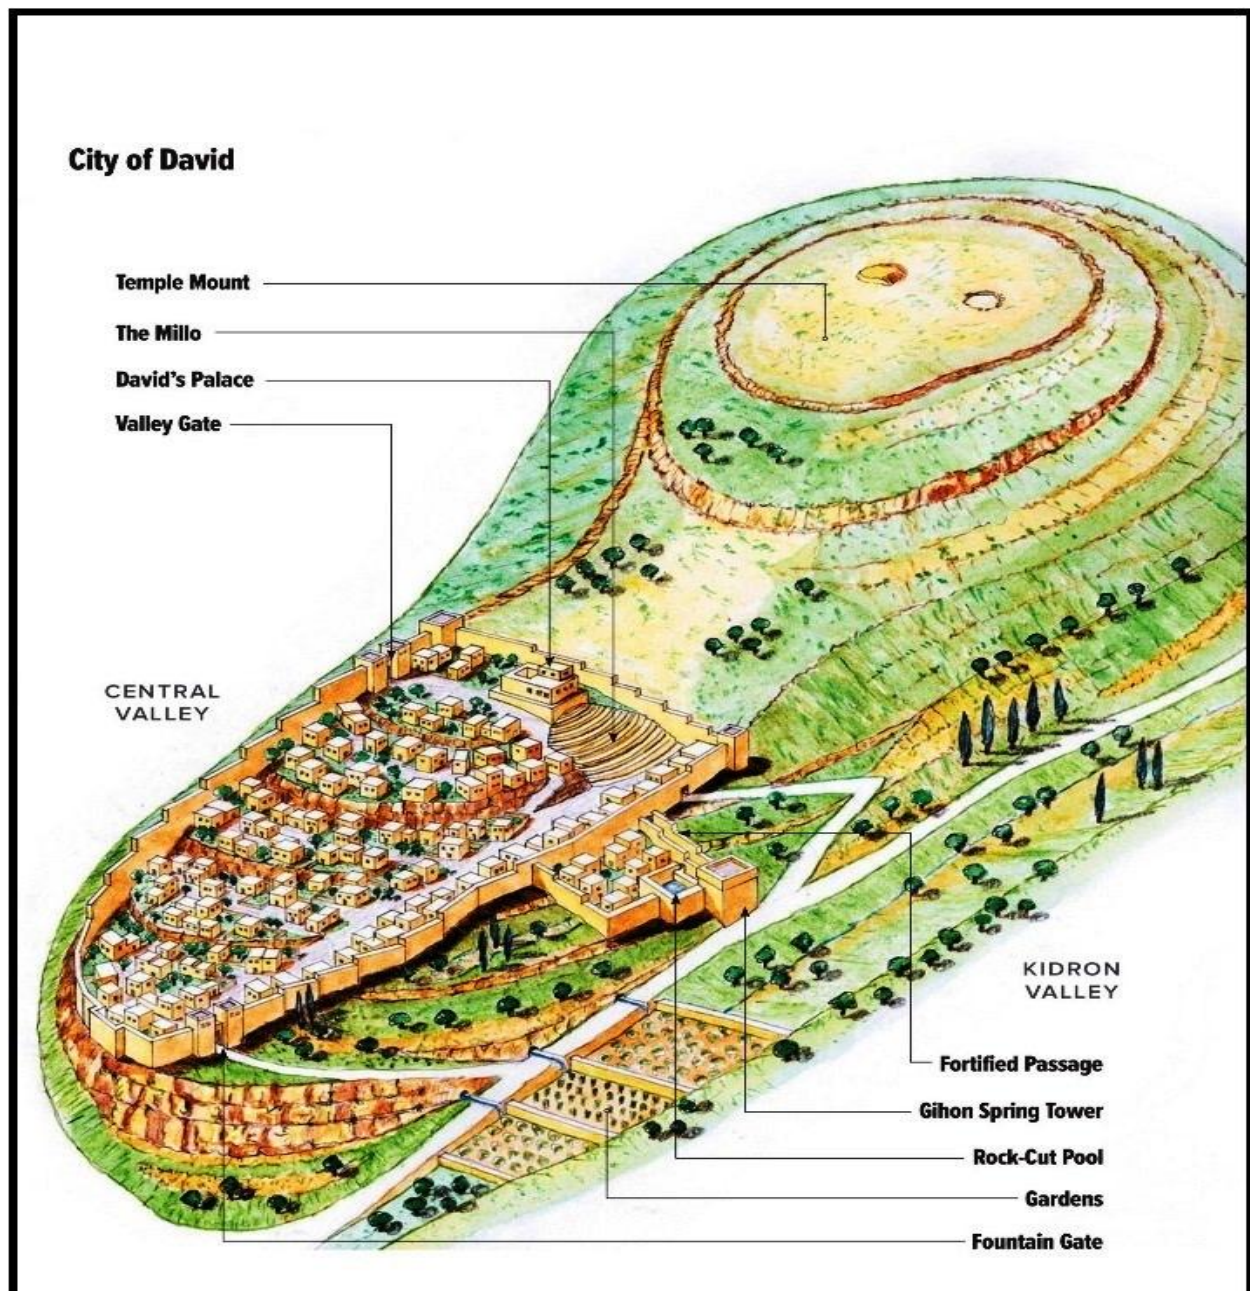 City of David
Temple Mount
The Millo
David's Palace
Valley Gate
CENTRAL
VALLEY
KIDRON
VALLEY
Fortified Passage
Gihon Spring Tower
Rock-Cut Pool
Gardens
Fountain Gate